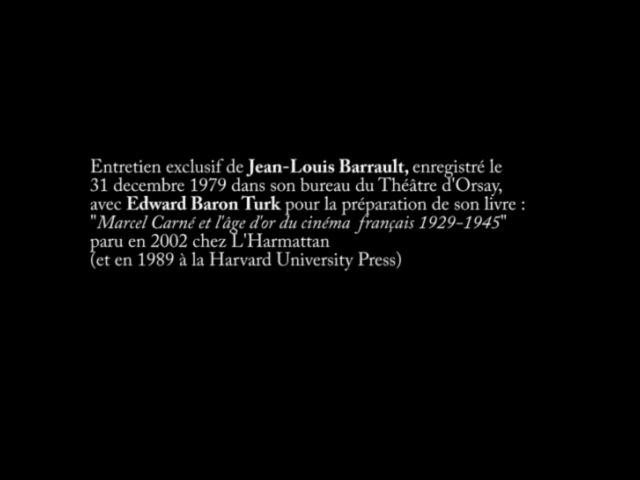 Entretien exclusif de Jean-Louis Barrault, enregistré le
31 decembre 1979 dans son bureau du Théâtre d'Orsay,
avec Edward Baron Turk pour la préparation de son livre :
"Marcel Carné et l'âge d'or du cinéma français 1929-1945"
paru en 2002 chez L'Harmattan
(et en 1989 à la Harvard University Press)